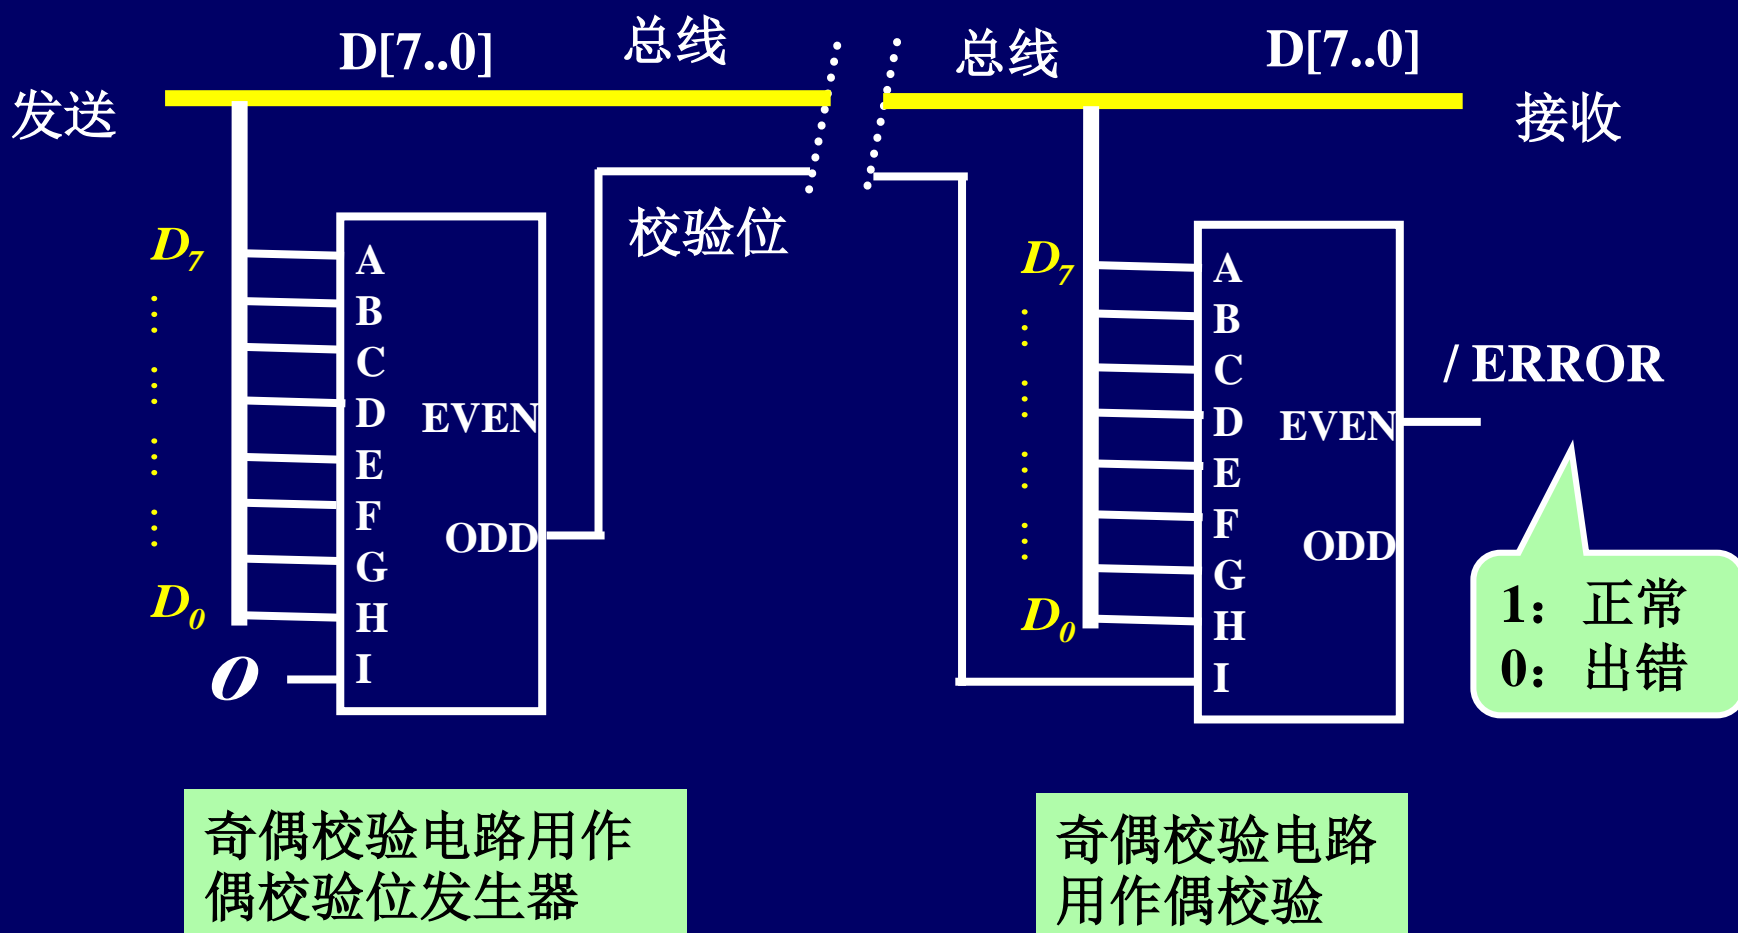 D[7..0]
总线
总线
D[7..0]
发送
接收
校验位
D7
D0
0
A
B
C
D
E
F
G
H
I
EVEN
ODD
D7
D0
A
B
C
D
E
F
G
H
I
EVEN
ODD
/ ERROR
1： 正常
0： 出错
奇偶校验电路用作
偶校验位发生器
奇偶校验电路
用作偶校验